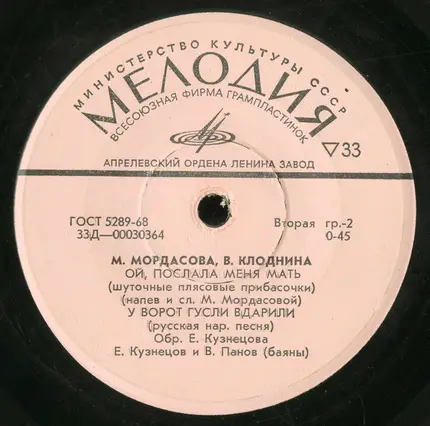 МИНИСТЕРСТВО КУЛЬТУРЫ СССР
МЕЛОДИЯ
ВСЕСОЮЗНАЯ ФИРМА ГРАМПЛАСТИНОК
▽33
АПРЕЛЕВСКИЙ ОРДЕНА ЛЕНИНА ЗАВОД
ГОСТ 5289-68 Вторая гр.-2
33Д—00030364 0-45
М. МОРДАСОВА, В. КЛОДНИНА
ОЙ, ПОСЛАЛА МЕНЯ МАТЬ
(шуточные плясовые прибасочки)
(напев и сл. М. Мордасовой)
У ВОРОТ ГУСЛИ ВДАРИЛИ
(русская нар. песня)
Обр. Е. Кузнецова
Е. Кузнецов и В. Панов (баяны)